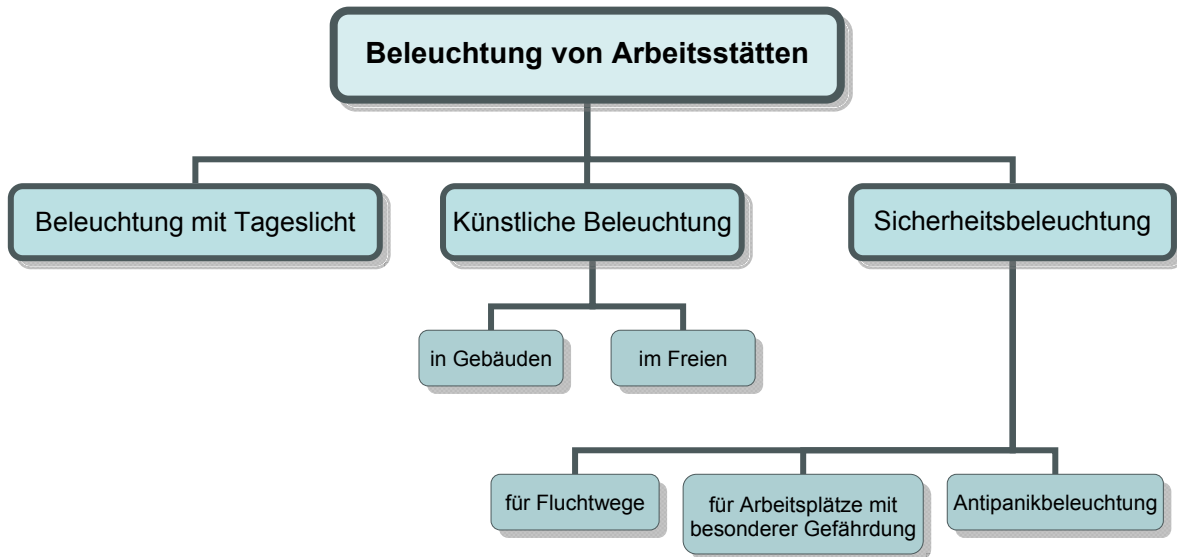 Beleuchtung von Arbeitsstätten
Beleuchtung mit Tageslicht
Künstliche Beleuchtung
Sicherheitsbeleuchtung
in Gebäuden
im Freien
für Fluchtwege
für Arbeitsplätze mit
besonderer Gefährdung
Antipanikbeleuchtung